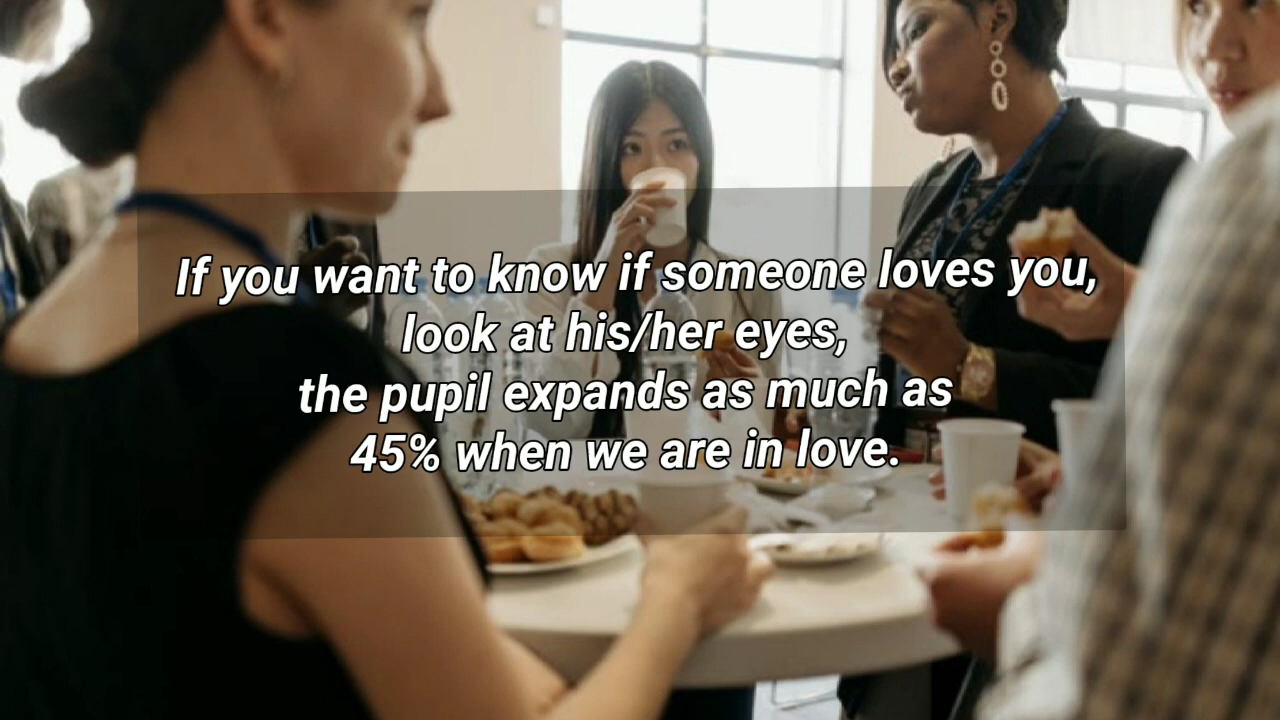 If you want to know if someone loves you,
look at his/her eyes,
the pupil expands as much as
45% when we are in love.